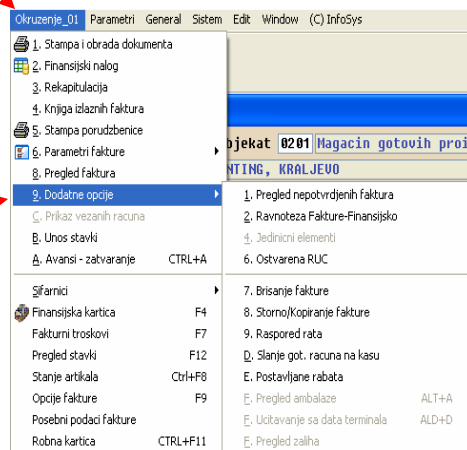 Okruzenje_01 Parametri General Sistem Edit Window (C) InfoSys
1. Stampa i obrada dokumenta
2. Finansijski nalog
3. Rekapitulacija
4. Knjiga izlaznih faktura
5. Stampa porudzbenice
6. Parametri fakture
8. Pregled faktura
9. Dodatne opcije
C. Prikaz vezanih racuna
B. Unos stavki
A. Avansi - zatvaranje CTRL+A
Sifarnici
Finansijska kartica F4
Fakturni troskovi F7
Pregled stavki F12
Stanje artikala Ctrl+F8
Opcije fakture F9
Posebni podaci fakture
Robna kartica CTRL+F11
bjekat 0201 Magacin gotovih proi
NTING, KRALJEVO
1. Pregled nepotvrdjenih faktura
2. Ravnoteza Fakture-Finansijsko
4. Jedinicni elementi
6. Ostvarena RUC
7. Brisanje fakture
8. Storno/Kopiranje fakture
9. Raspored rata
D. Slanje got. racuna na kasu
E. Postavljane rabata
F. Pregled ambalaze ALT+A
F. Ucitavanje sa data terminala ALD+D
F. Pregled zaliha